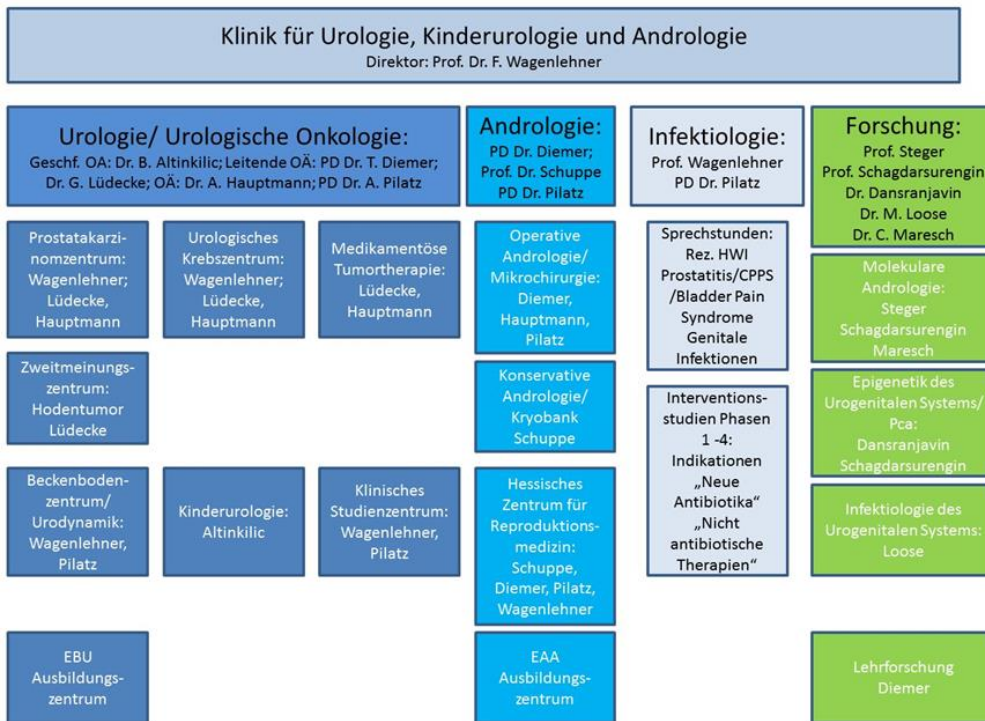 Klinik für Urologie, Kinderurologie und Andrologie
Direktor: Prof. Dr. F. Wagenlehner
Urologie/ Urologische Onkologie:
Geschf. OA: Dr. B. Altinkilic; Leitende OÄ: PD Dr. T. Diemer;
Dr. G. Lüdecke; OÄ: Dr. A. Hauptmann; PD Dr. A. Pilatz
Prostatakarzi-
nomzentrum:
Wagenlehner;
Lüdecke,
Hauptmann
Urologisches
Krebszentrum:
Wagenlehner;
Lüdecke,
Hauptmann
Medikamentöse
Tumortherapie:
Lüdecke,
Hauptmann
Zweitmeinungs-
zentrum:
Hodentumor
Lüdecke
Beckenboden-
zentrum/
Urodynamik:
Wagenlehner,
Pilatz
Kinderurologie:
Altinkilic
Klinisches
Studienzentrum:
Wagenlehner,
Pilatz
EBU
Ausbildungs-
zentrum
Andrologie:
PD Dr. Diemer;
Prof. Dr. Schuppe
PD Dr. Pilatz
Operative
Andrologie/
Mikrochirurgie:
Diemer,
Hauptmann,
Pilatz
Konservative
Andrologie/
Kryobank
Schuppe
Hessisches
Zentrum für
Reproduktions-
medizin:
Schuppe,
Diemer, Pilatz,
Wagenlehner
EAA
Ausbildungs-
zentrum
Infektiologie:
Prof. Wagenlehner
PD Dr. Pilatz
Sprechstunden:
Rez. HWI
Prostatitis/CPPS
/Bladder Pain
Syndrome
Genitale
Infektionen
Interventions-
studien Phasen
1 -4:
Indikationen
„Neue
Antibiotika“
„Nicht
antibiotische
Therapien“
Forschung:
Prof. Steger
Prof. Schagdarsurengin
Dr. Dansranjavin
Dr. M. Loose
Dr. C. Maresch
Molekulare
Andrologie:
Steger
Schagdarsurengin
Maresch
Epigenetik des
Urogenitalen Systems/
Pca:
Dansranjavin
Schagdarsurengin
Infektiologie des
Urogenitalen Systems:
Loose
Lehrforschung
Diemer